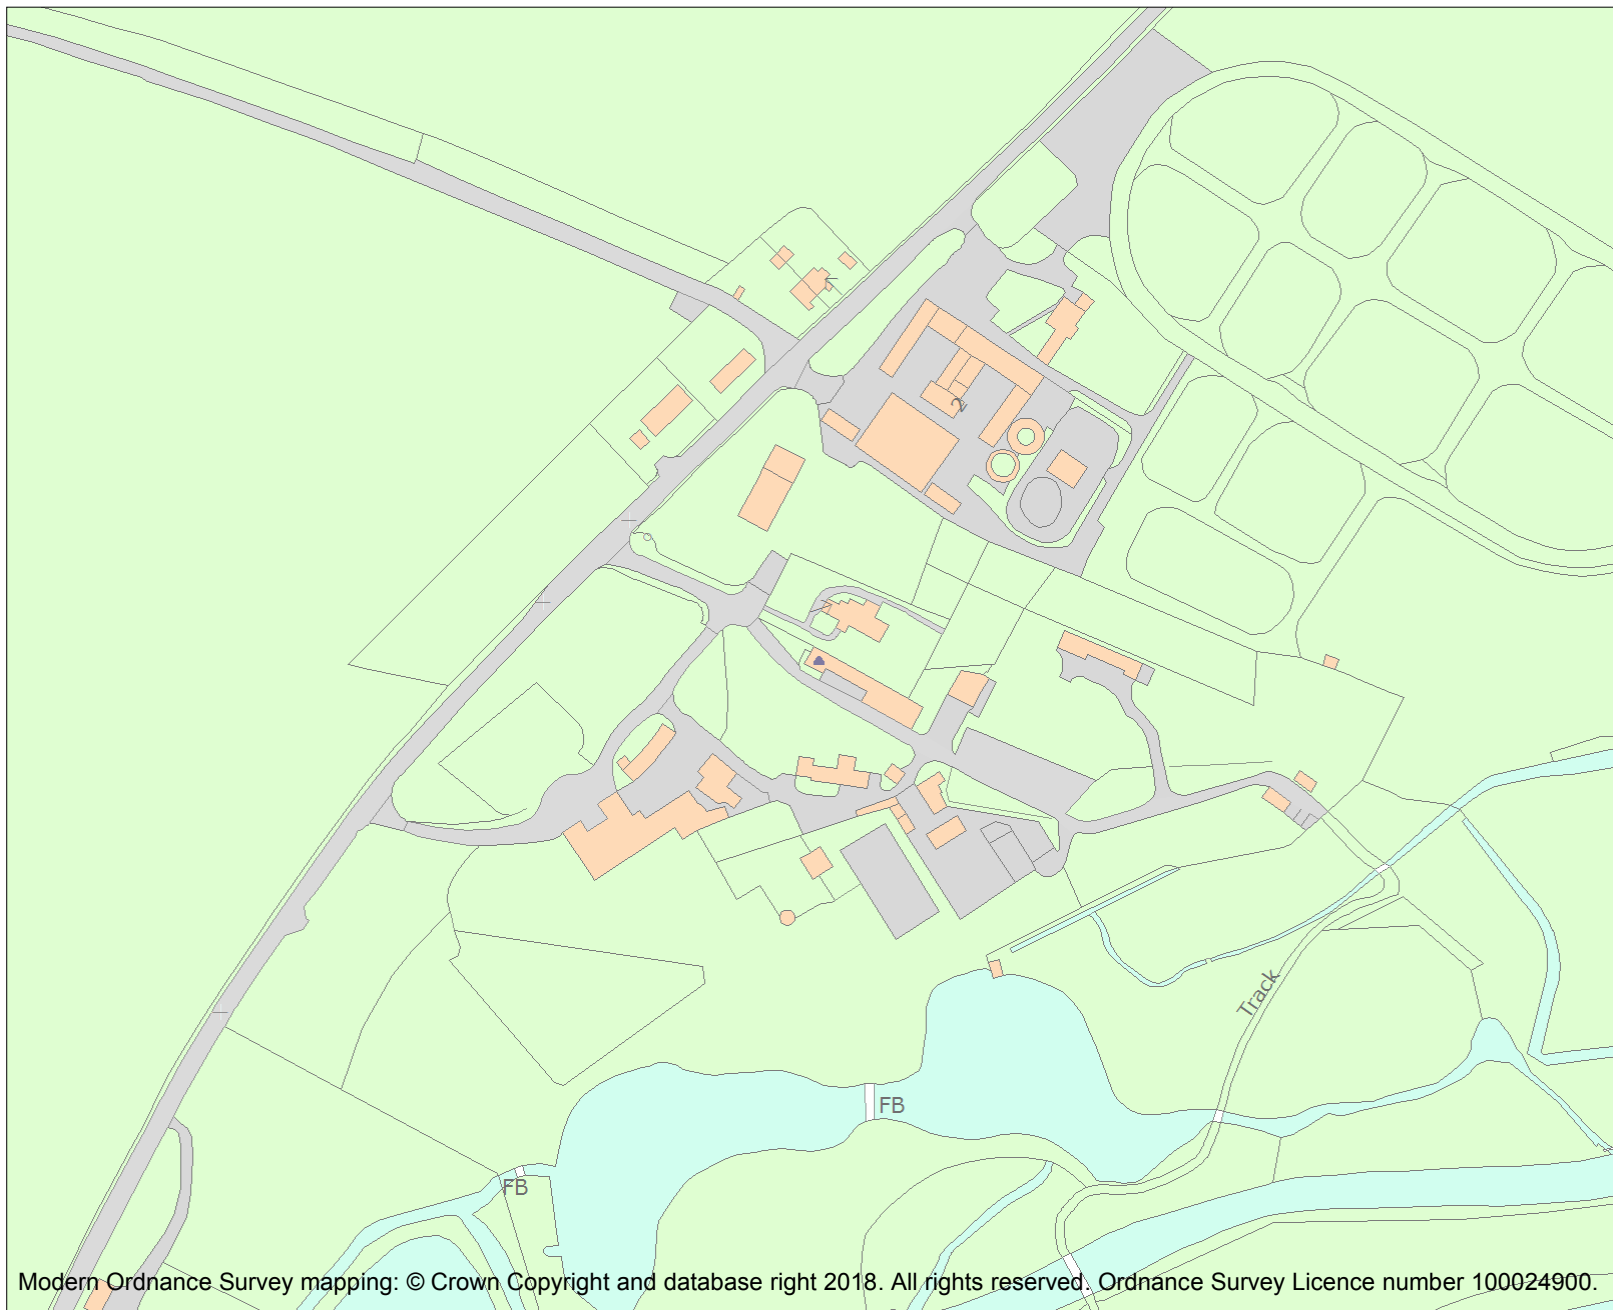 2
Track
FB
FB
Modern Ordnance Survey mapping: © Crown Copyright and database right 2018. All rights reserved. Ordnance Survey Licence number 100024900.